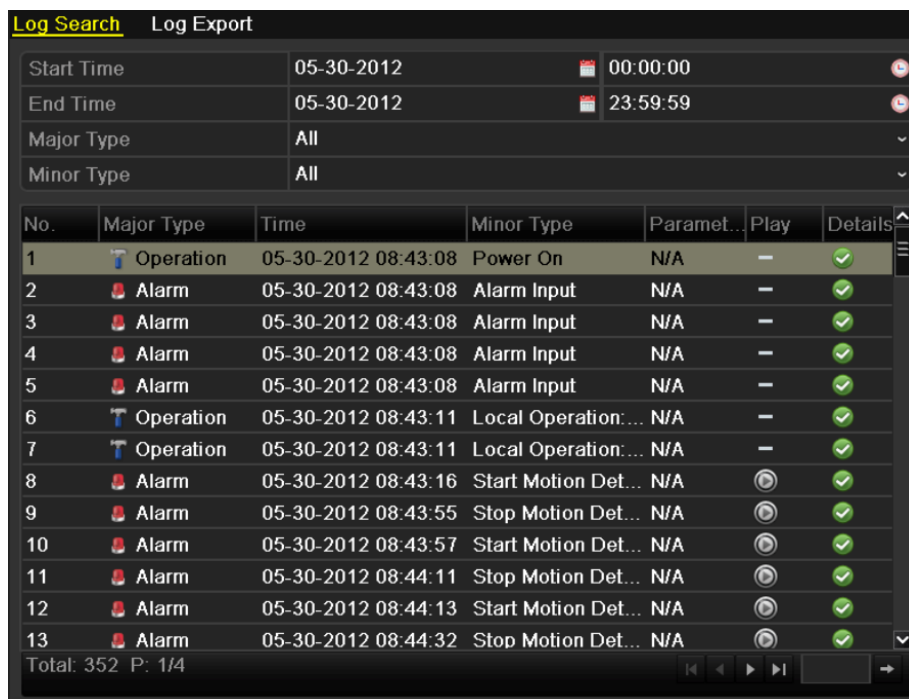 Log Search Log Export
Start Time 05-30-2012 00:00:00
End Time 05-30-2012 23:59:59
Major Type All
Minor Type All
No. Major Type Time Minor Type Paramet... Play Details
1 Operation 05-30-2012 08:43:08 Power On N/A –
2 Alarm 05-30-2012 08:43:08 Alarm Input N/A –
3 Alarm 05-30-2012 08:43:08 Alarm Input N/A –
4 Alarm 05-30-2012 08:43:08 Alarm Input N/A –
5 Alarm 05-30-2012 08:43:08 Alarm Input N/A –
6 Operation 05-30-2012 08:43:11 Local Operation:... N/A –
7 Operation 05-30-2012 08:43:11 Local Operation:... N/A –
8 Alarm 05-30-2012 08:43:16 Start Motion Det... N/A
9 Alarm 05-30-2012 08:43:55 Stop Motion Det... N/A
10 Alarm 05-30-2012 08:43:57 Start Motion Det... N/A
11 Alarm 05-30-2012 08:44:11 Stop Motion Det... N/A
12 Alarm 05-30-2012 08:44:13 Start Motion Det... N/A
13 Alarm 05-30-2012 08:44:32 Stop Motion Det... N/A
Total: 352 P: 1/4